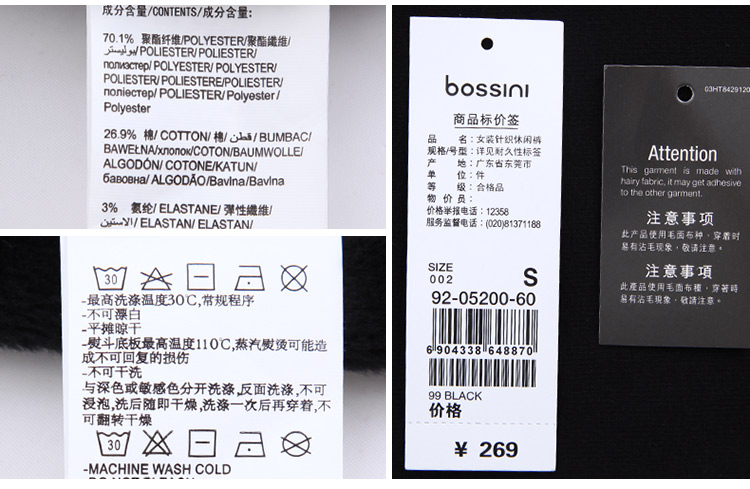 成分含量/CONTENTS/成分含量:
70.1% 聚酯纤维/POLYESTER/聚酯纖維/
بوليستر/POLIESTER/POLIESTER/
полиэстер/POLYESTER/POLYESTER/
POLIÉSTER/POLIESTERE/POLIESTER/
поліестер/POLIÉSTER/Polyester/
Polyester
26.9% 棉/COTTON/棉/قطن/BUMBAC/
BAWEŁNA/хлопок/COTON/BAUMWOLLE/
ALGODÓN/COTONE/KATUN/
бавовна/ALGODÃO/Bavlna/Bavlna
3% 氨纶/ELASTANE/彈性纖維/
الاستين/ELASTAN/ELASTAN/
30
-最高洗涤温度30℃,常规程序
-不可漂白
-平摊晾干
-熨斗底板最高温度110℃,蒸汽熨烫可能造
成不可回复的损伤
-不可干洗
与深色或敏感色分开洗涤,反面洗涤,不可
浸泡,洗后随即干燥,洗涤一次后再穿着,不
可翻转干燥
30
-MACHINE WASH COLD
bossini
商品标价签
品 名：女装针织休闲裤
规格/号型：详见耐久性标签
产 地：广东省东莞市
单 位：件
等 级：合格品
物 价 员：
价格举报电话：12358
服务监督电话：(020)81371188
SIZE
002
S
92-05200-60
6 904338 648870
99 BLACK
价格
¥ 269
03HT8429120
Attention
This garment is made with
hairy fabric, it may get adhesive
to the other garment.
注意事项
此产品使用毛面布种，穿着时
易有沾毛现象，敬请注意。
注意事項
此產品使用毛面布種，穿著時
易有沾毛現象，敬請注意。